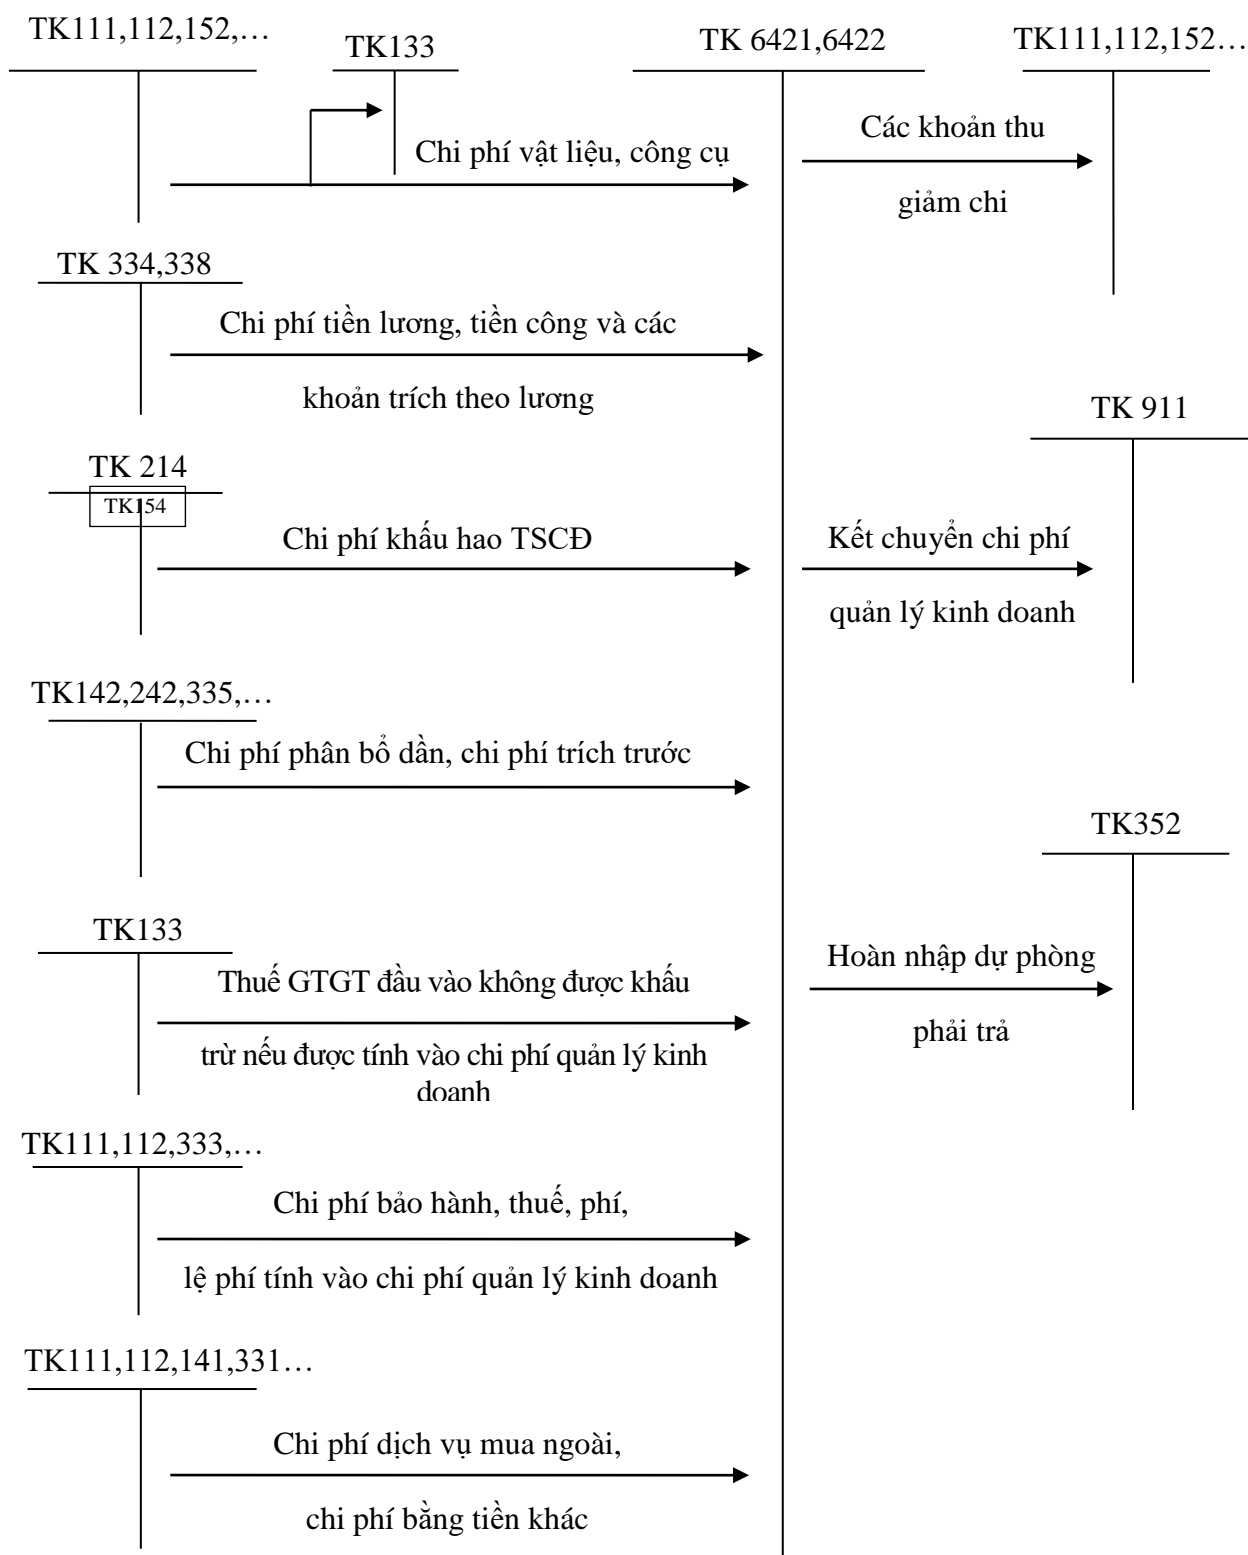 TK111,112,152,…
TK133
TK 6421,6422
TK111,112,152…
Chi phí vật liệu, công cụ
Các khoản thu
giảm chi
TK 334,338
Chi phí tiền lương, tiền công và các
khoản trích theo lương
TK 911
TK 214
TK154
Chi phí khấu hao TSCĐ
Kết chuyển chi phí
quản lý kinh doanh
TK142,242,335,…
Chi phí phân bổ dần, chi phí trích trước
TK352
TK133
Thuế GTGT đầu vào không được khấu
trừ nếu được tính vào chi phí quản lý kinh
doanh
Hoàn nhập dự phòng
phải trả
TK111,112,333,…
Chi phí bảo hành, thuế, phí,
lệ phí tính vào chi phí quản lý kinh doanh
TK111,112,141,331…
Chi phí dịch vụ mua ngoài,
chi phí bằng tiền khác